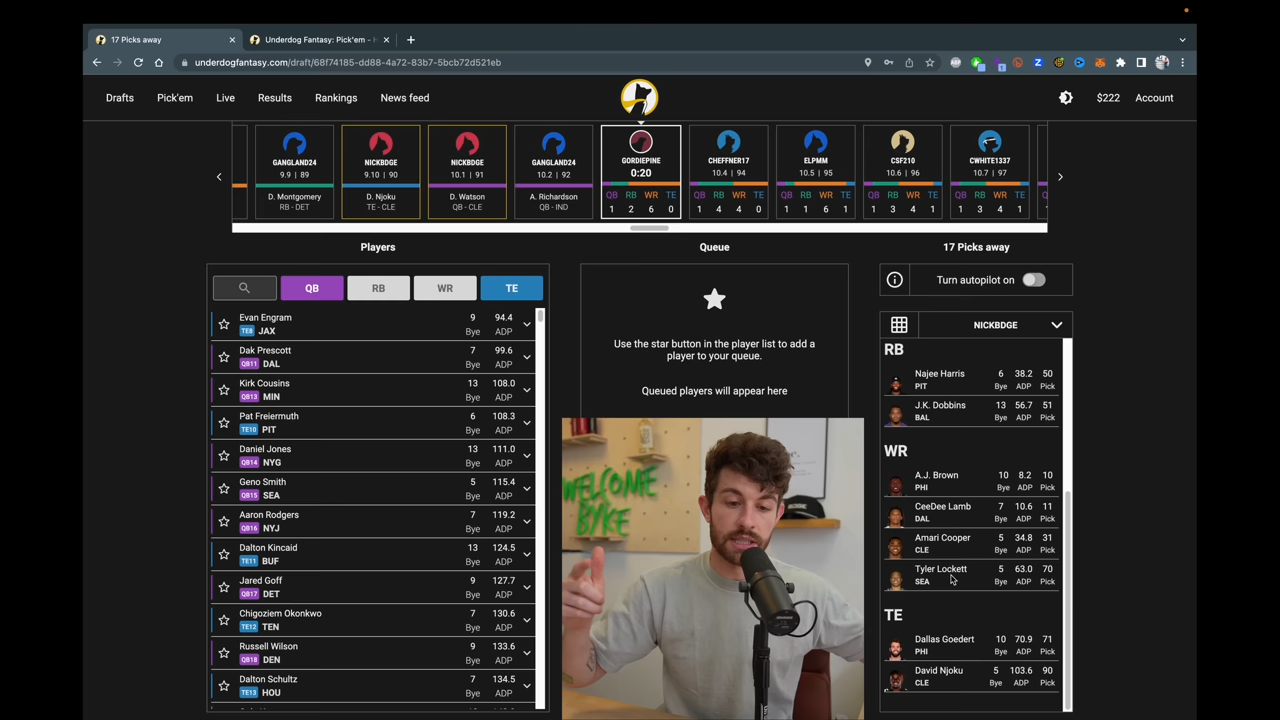 17 Picks away
Underdog Fantasy: Pick'em - H
underdogfantasy.com/draft/68f74185-dd88-4a72-83b7-5bcb72d521eb
Drafts Pick'em Live Results Rankings News feed $222 Account
GANGLAND24 NICKBDGE NICKBDGE GANGLAND24 GORDIEPINE CHEFFNER17 ELPMM CSF210 CWHITE1337
9.9 | 89 9.10 | 90 10.1 | 91 10.2 | 92 0:20 10.4 | 94 10.5 | 95 10.6 | 96 10.7 | 97
D. Montgomery D. Njoku D. Watson A. Richardson QB RB WR TE QB RB WR TE QB RB WR TE QB RB WR TE QB RB WR TE
RB - DET TE - CLE QB - CLE QB - IND 1 2 6 0 1 4 4 0 1 1 6 1 1 3 4 1 1 3 4 1
Players Queue 17 Picks away
QB RB WR TE
Turn autopilot on
NICKBDGE
Evan Engram 9 94.4
TE8 JAX Bye ADP
Dak Prescott 7 99.6
QB11 DAL Bye ADP
Kirk Cousins 13 108.0
QB13 MIN Bye ADP
Pat Freiermuth 6 108.3
TE10 PIT Bye ADP
Daniel Jones 13 111.0
QB14 NYG Bye ADP
Geno Smith 5 115.4
QB15 SEA Bye ADP
Aaron Rodgers 7 119.2
QB16 NYJ Bye ADP
Dalton Kincaid 13 124.5
TE11 BUF Bye ADP
Jared Goff 9 127.7
QB17 DET Bye ADP
Chigoziem Okonkwo 7 130.6
TE12 TEN Bye ADP
Russell Wilson 9 133.6
QB18 DEN Bye ADP
Dalton Schultz 7 134.5
TE13 HOU Bye ADP
Use the star button in the player list to add a
player to your queue.
Queued players will appear here
WELCOME
BYKE
RB
Najee Harris 6 38.2 50
PIT Bye ADP Pick
J.K. Dobbins 13 56.7 51
BAL Bye ADP Pick
WR
A.J. Brown 10 8.2 10
PHI Bye ADP Pick
CeeDee Lamb 7 10.6 11
DAL Bye ADP Pick
Amari Cooper 5 34.8 31
CLE Bye ADP Pick
Tyler Lockett 5 63.0 70
SEA Bye ADP Pick
TE
Dallas Goedert 10 70.9 71
PHI Bye ADP Pick
David Njoku 5 103.6 90
CLE Bye ADP Pick